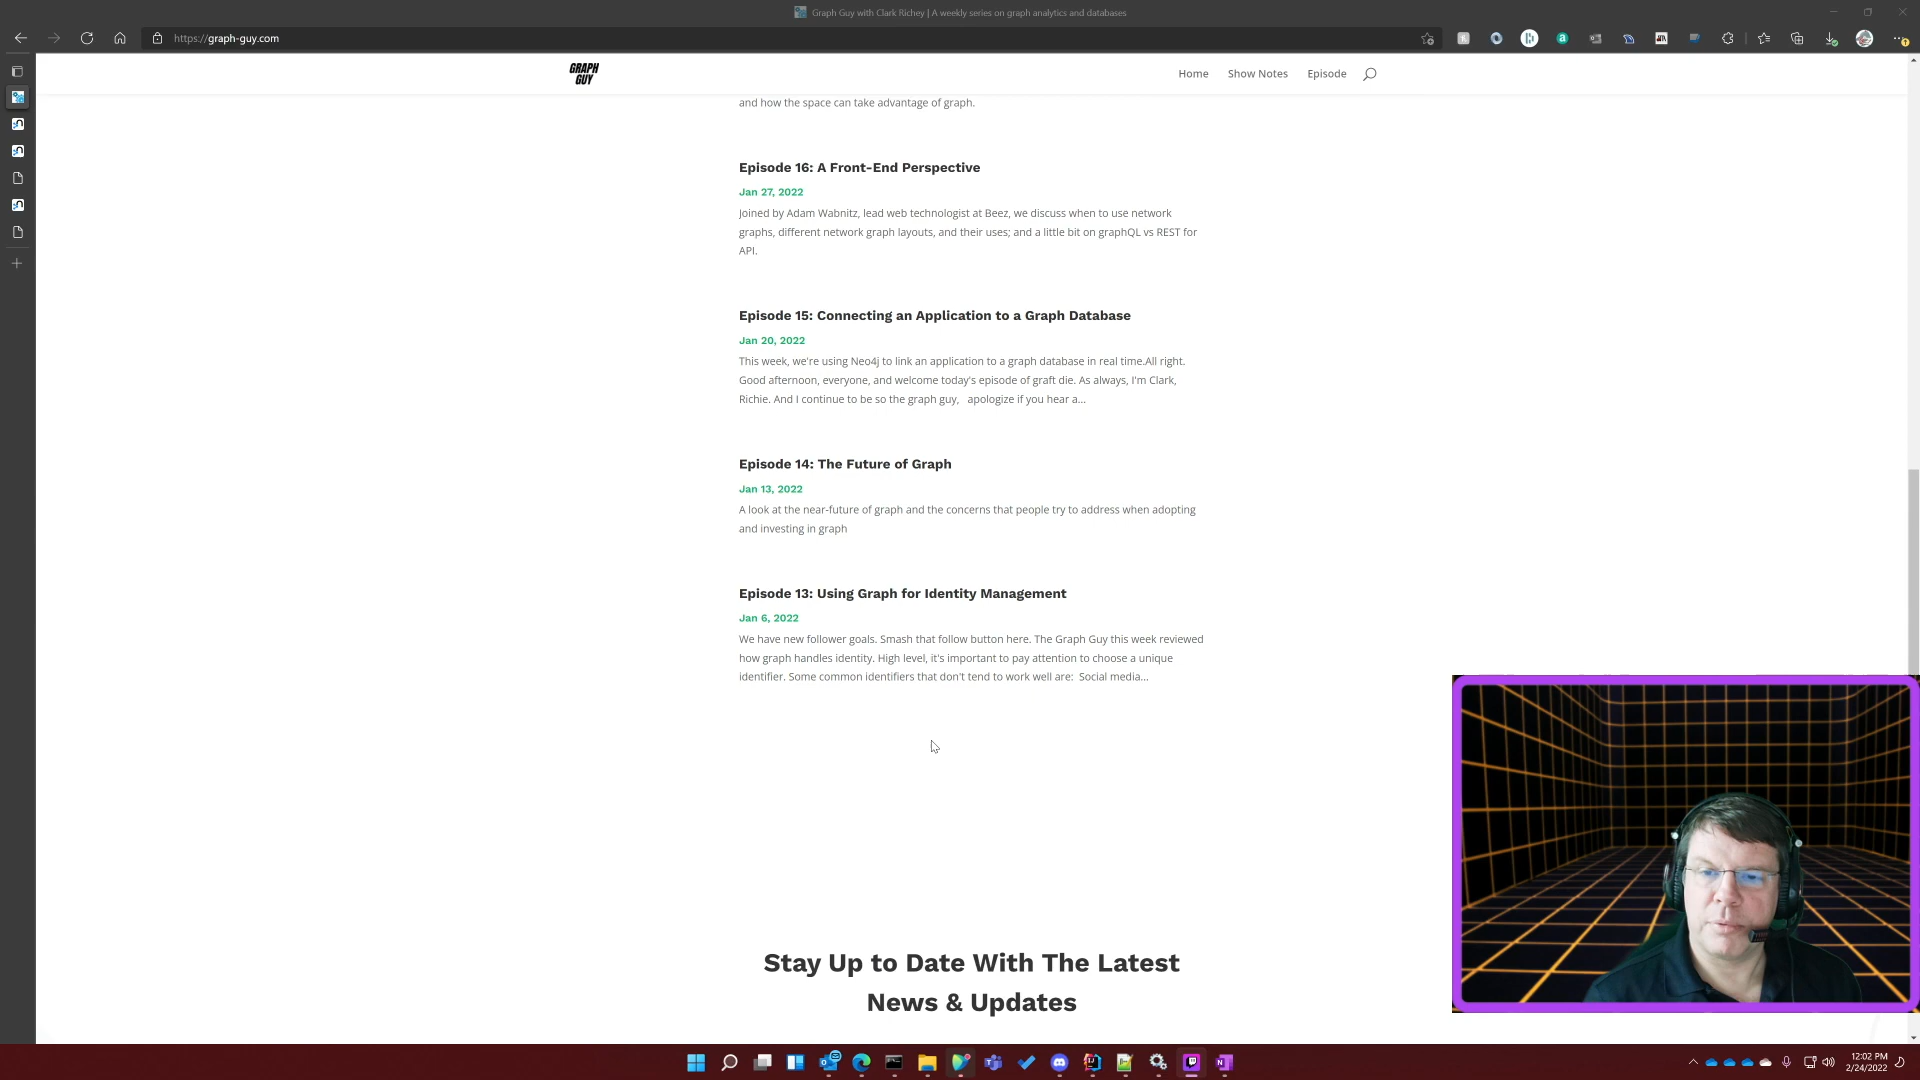 Graph Guy with Clark Richey | A weekly series on graph analytics and databases
https://graph-guy.com
GRAPH
GUY
Home
Show Notes
Episode
and how the space can take advantage of graph.
Episode 16: A Front-End Perspective
Jan 27, 2022
Joined by Adam Wabnitz, lead web technologist at Beez, we discuss when to use network
graphs, different network graph layouts, and their uses; and a little bit on graphQL vs REST for
API.
Episode 15: Connecting an Application to a Graph Database
Jan 20, 2022
This week, we're using Neo4j to link an application to a graph database in real time.All right.
Good afternoon, everyone, and welcome today's episode of graft die. As always, I'm Clark,
Richie. And I continue to be so the graph guy,   apologize if you hear a...
Episode 14: The Future of Graph
Jan 13, 2022
A look at the near-future of graph and the concerns that people try to address when adopting
and investing in graph
Episode 13: Using Graph for Identity Management
Jan 6, 2022
We have new follower goals. Smash that follow button here. The Graph Guy this week reviewed
how graph handles identity. High level, it's important to pay attention to choose a unique
identifier. Some common identifiers that don't tend to work well are:  Social media...
Stay Up to Date With The Latest
News & Updates
12:02 PM
2/24/2022